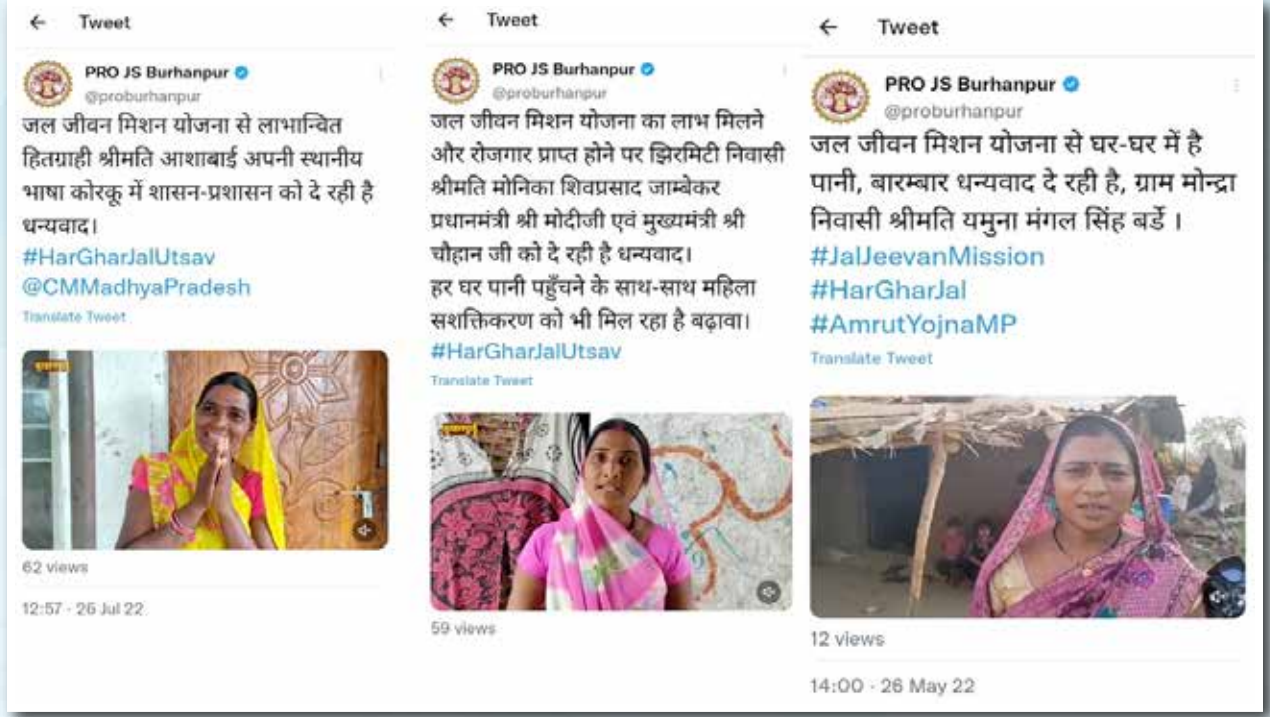 ← Tweet
PRO JS Burhanpur
@proburhanpur
जल जीवन मिशन योजना से लाभान्वित
हितग्राही श्रीमति आशाबाई अपनी स्थानीय
भाषा कोरकू में शासन-प्रशासन को दे रही है
धन्यवाद।
#HarGharJalUtsav
@CMMadhyaPradesh
Translate Tweet
62 views
12:57 · 26 Jul 22
← Tweet
PRO JS Burhanpur
@proburhanpur
जल जीवन मिशन योजना का लाभ मिलने
और रोजगार प्राप्त होने पर झिरमिटी निवासी
श्रीमति मोनिका शिवप्रसाद जाम्बेकर
प्रधानमंत्री श्री मोदीजी एवं मुख्यमंत्री श्री
चौहान जी को दे रही है धन्यवाद।
हर घर पानी पहुँचने के साथ-साथ महिला
सशक्तिकरण को भी मिल रहा है बढ़ावा।
#HarGharJalUtsav
Translate Tweet
59 views
← Tweet
PRO JS Burhanpur
@proburhanpur
जल जीवन मिशन योजना से घर-घर में है
पानी, बारम्बार धन्यवाद दे रही है, ग्राम मोन्द्रा
निवासी श्रीमति यमुना मंगल सिंह बर्डे ।
#JalJeevanMission
#HarGharJal
#AmrutYojnaMP
Translate Tweet
12 views
14:00 · 26 May 22